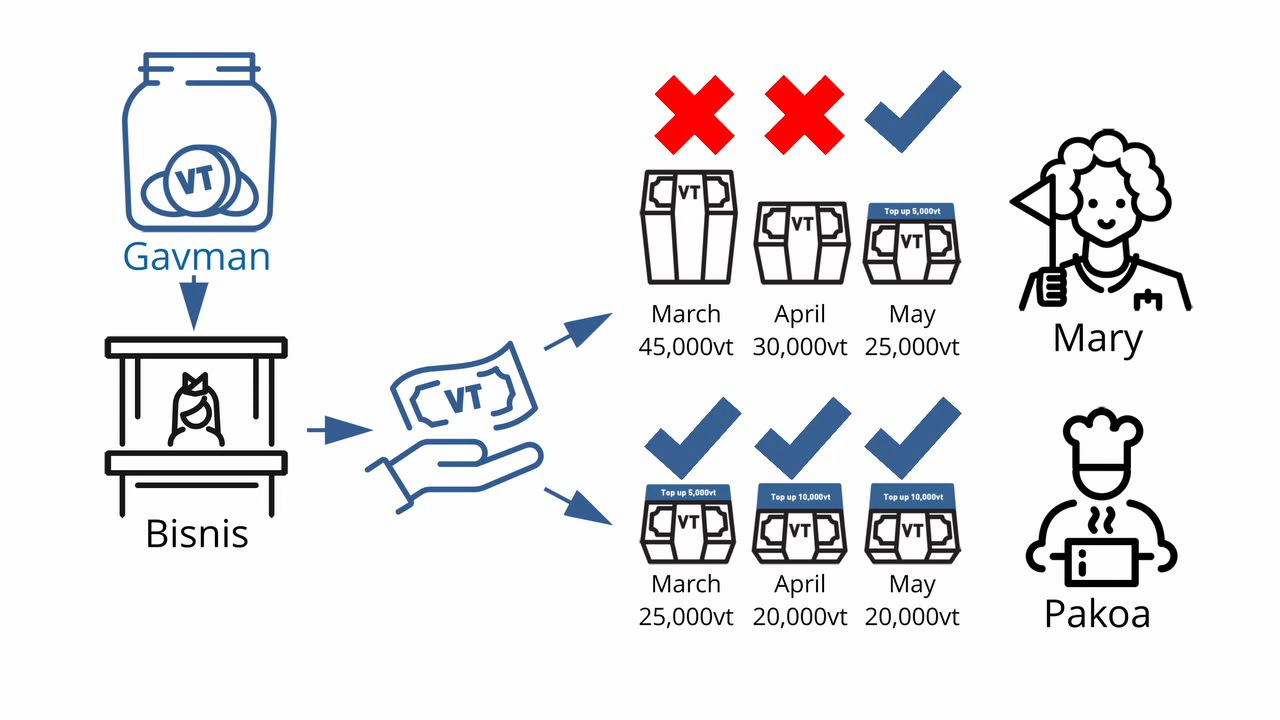 VT
Gavman
Bisnis
VT
VT
VT
Top up 5,000vt
VT
March
April
May
45,000vt
30,000vt
25,000vt
Mary
Top up 5,000vt
Top up 10,000vt
Top up 10,000vt
VT
VT
VT
March
April
May
25,000vt
20,000vt
20,000vt
Pakoa